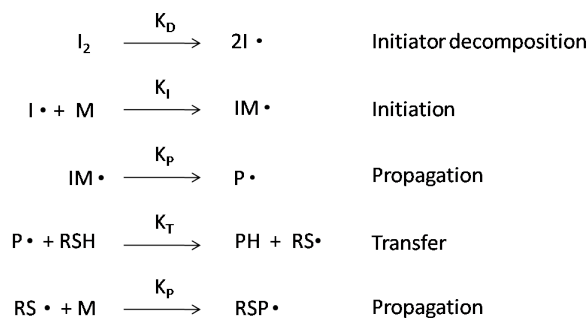 I₂ K_D → 2I • Initiator decomposition
I • + M K_I → IM • Initiation
IM • K_P → P • Propagation
P • + RSH K_T → PH + RS• Transfer
RS • + M K_P → RSP • Propagation